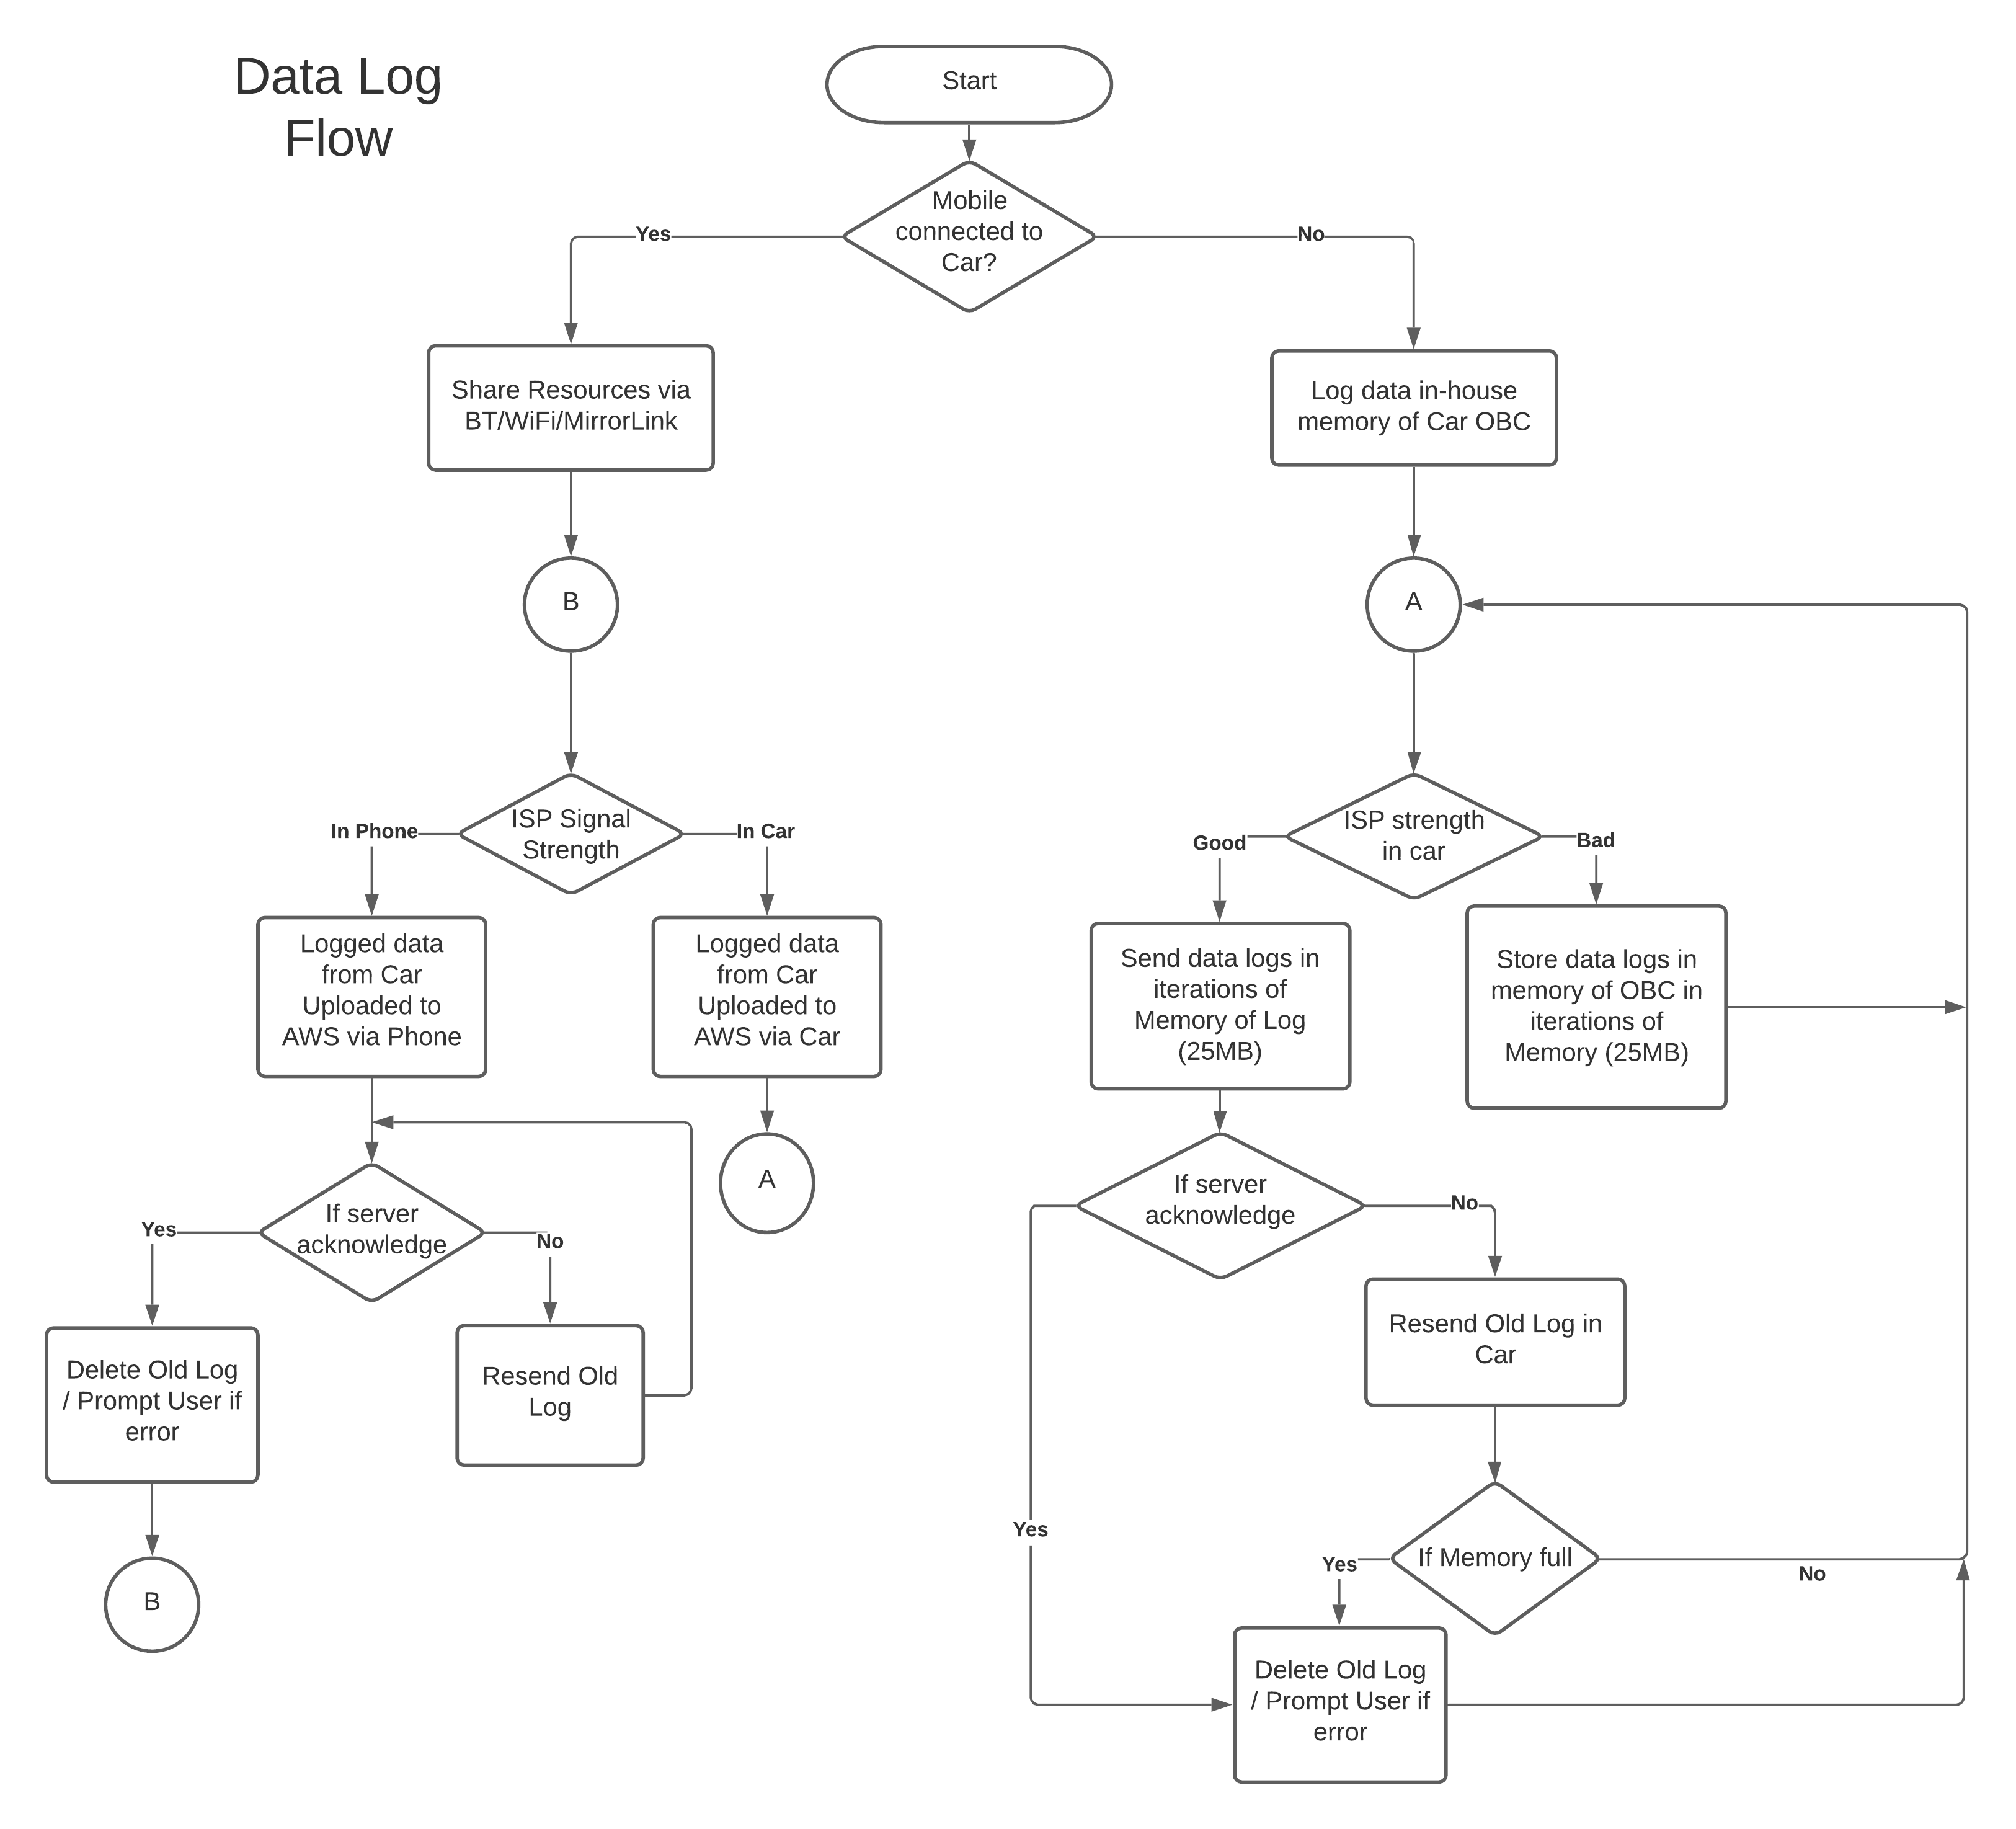 Data Log
Flow
Start
Mobile
connected to
Car?
Yes
No
Share Resources via
BT/WiFi/MirrorLink
Log data in-house
memory of Car OBC
B
A
ISP Signal
Strength
In Phone
In Car
ISP strength
in car
Good
Bad
Logged data
from Car
Uploaded to
AWS via Phone
Logged data
from Car
Uploaded to
AWS via Car
Send data logs in
iterations of
Memory of Log
(25MB)
Store data logs in
memory of OBC in
iterations of
Memory (25MB)
A
If server
acknowledge
Yes
No
If server
acknowledge
No
Yes
Delete Old Log
/ Prompt User if
error
Resend Old
Log
Resend Old Log in
Car
B
If Memory full
Yes
No
Delete Old Log
/ Prompt User if
error